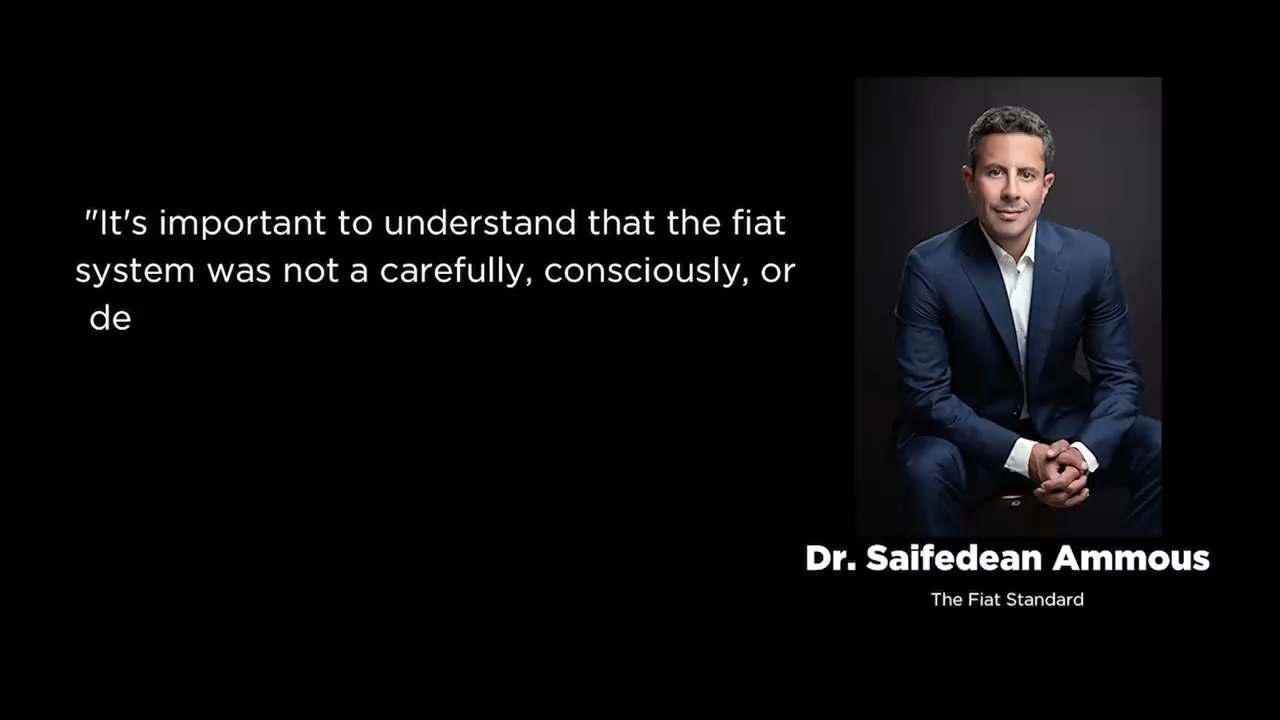 "It's important to understand that the fiat
system was not a carefully, consciously, or
de
Dr. Saifedean Ammous
The Fiat Standard